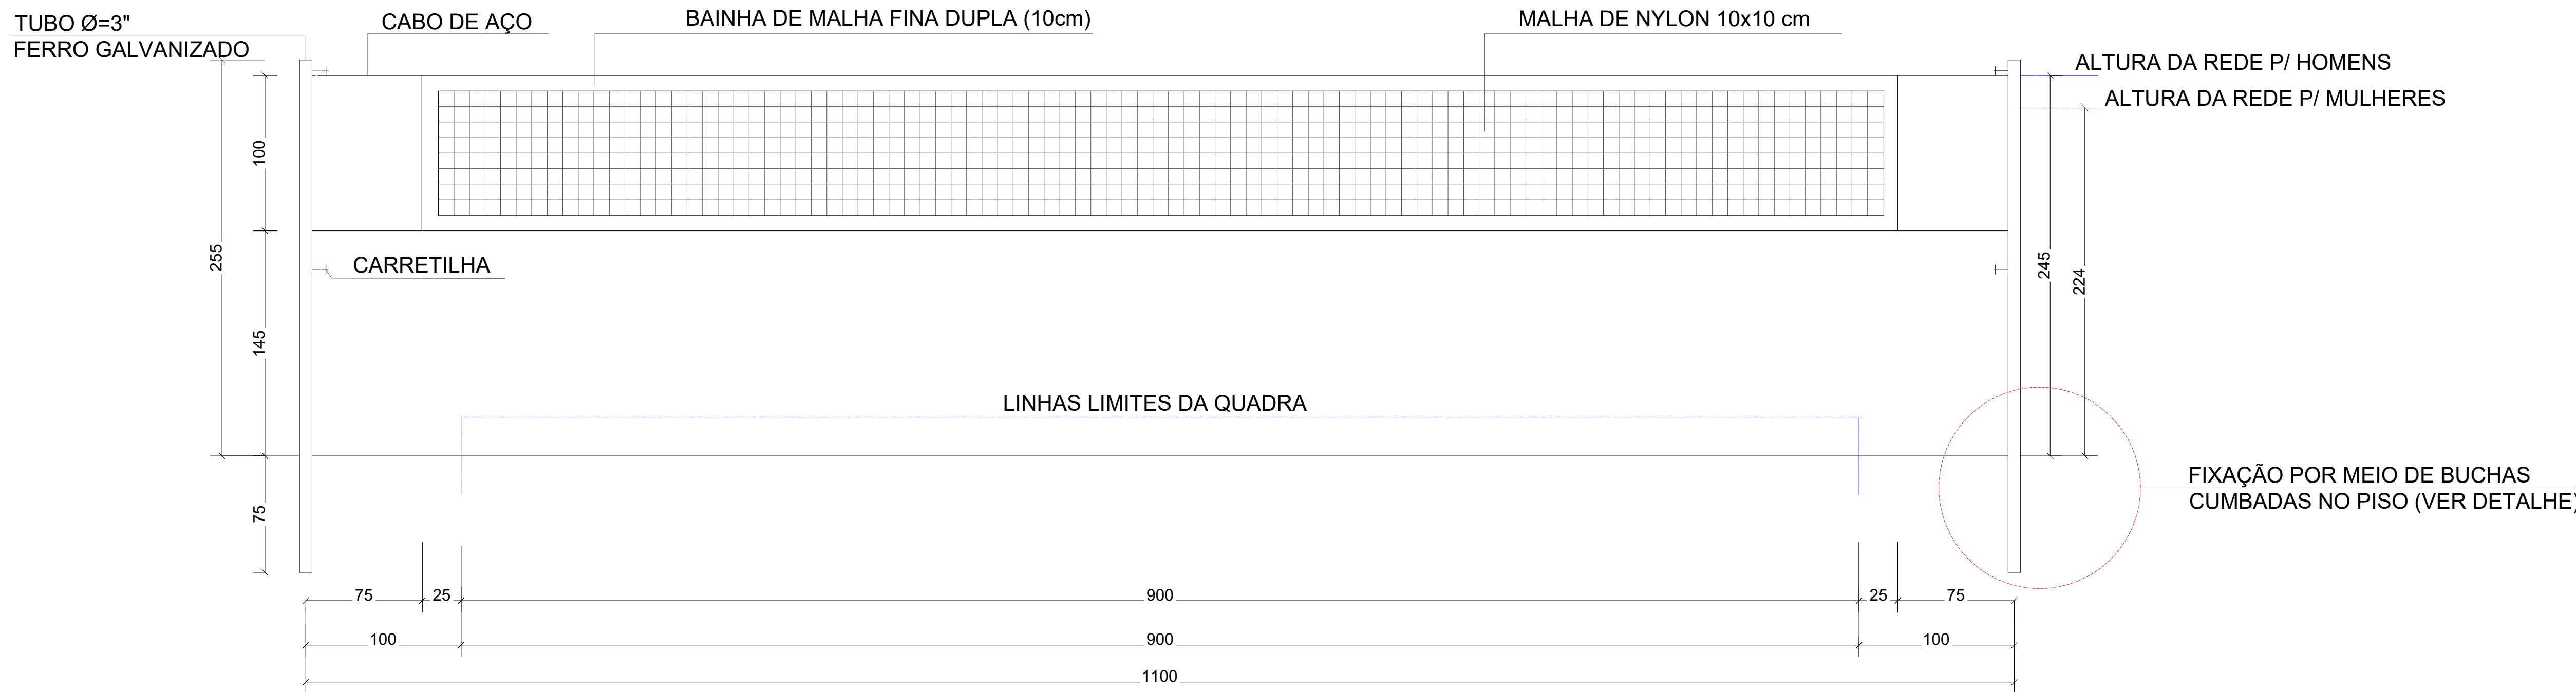 TUBO Ø=3"
FERRO GALVANIZADO
CABO DE AÇO
BAINHA DE MALHA FINA DUPLA (10cm)
MALHA DE NYLON 10x10 cm
ALTURA DA REDE P/ HOMENS
ALTURA DA REDE P/ MULHERES
100
255
245
224
CARRETILHA
145
LINHAS LIMITES DA QUADRA
FIXAÇÃO POR MEIO DE BUCHAS
CUMBADAS NO PISO (VER DETALHE)
75
75 25 900 25 75
100 900 100
1100